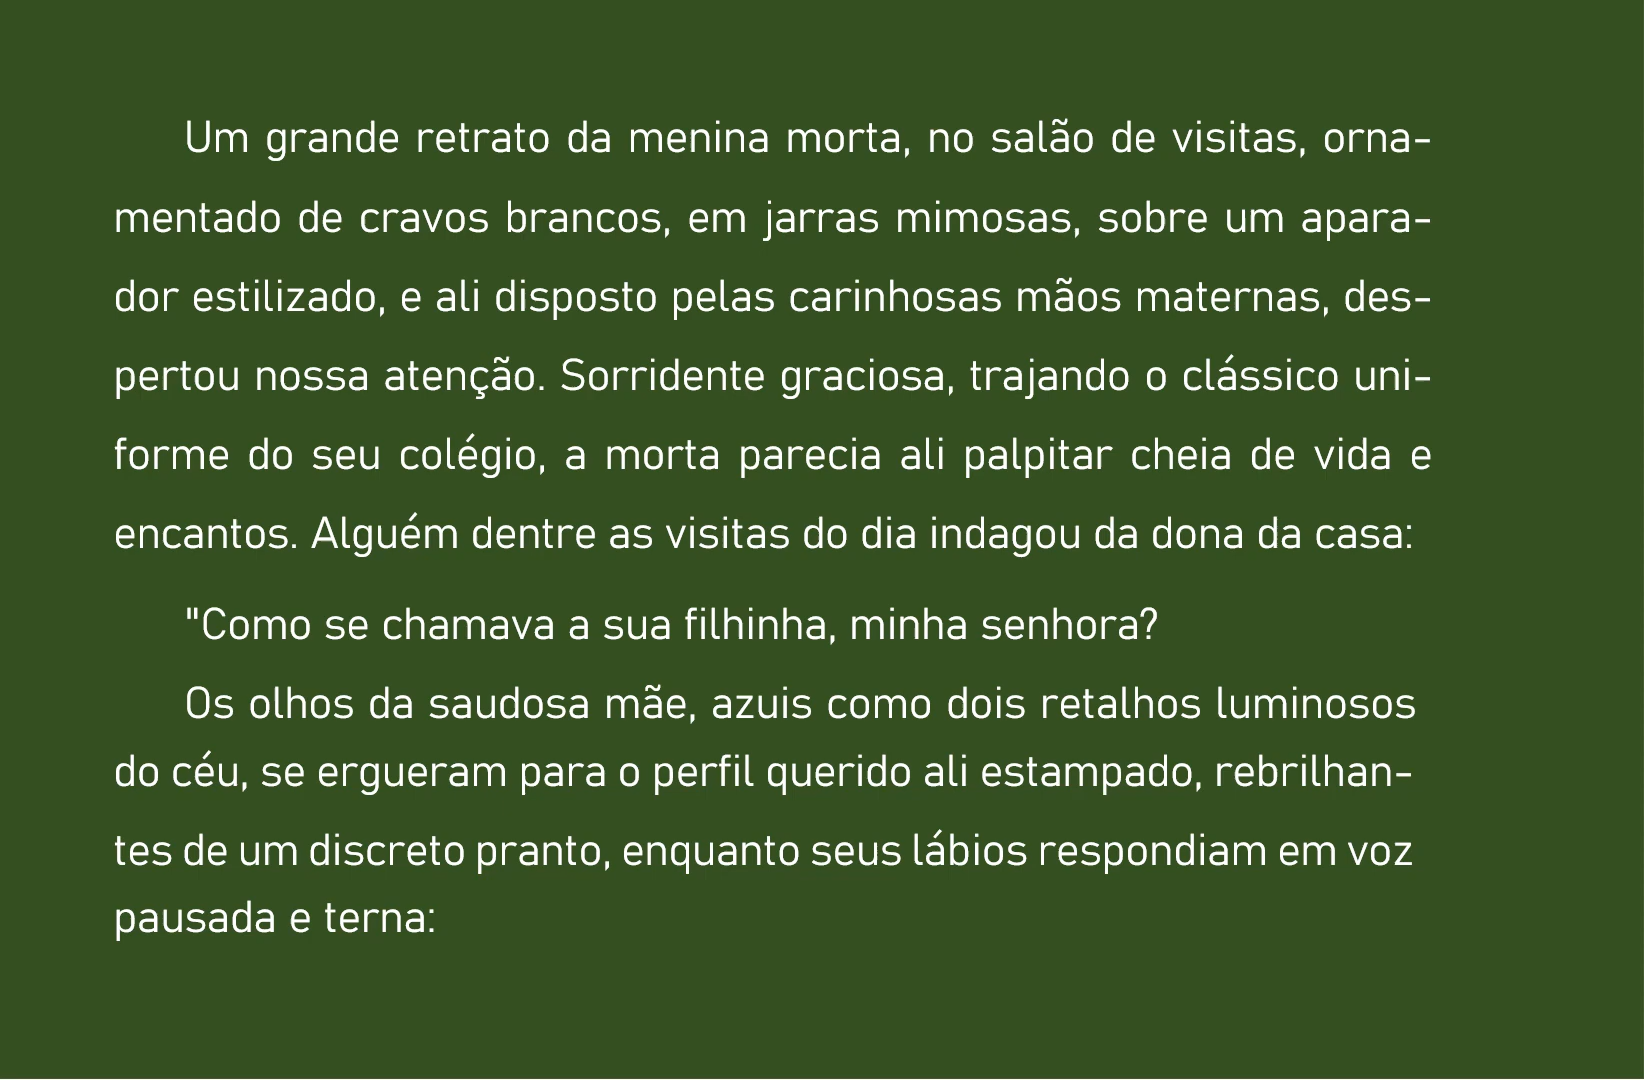 Um grande retrato da menina morta, no salão de visitas, orna-
mentado de cravos brancos, em jarras mimosas, sobre um apara-
dor estilizado, e ali disposto pelas carinhosas mãos maternas, des-
pertou nossa atenção. Sorridente graciosa, trajando o clássico uni-
forme do seu colégio, a morta parecia ali palpitar cheia de vida e
encantos. Alguém dentre as visitas do dia indagou da dona da casa:
"Como se chamava a sua filhinha, minha senhora?
Os olhos da saudosa mãe, azuis como dois retalhos luminosos
do céu, se ergueram para o perfil querido ali estampado, rebrilhan-
tes de um discreto pranto, enquanto seus lábios respondiam em voz
pausada e terna: